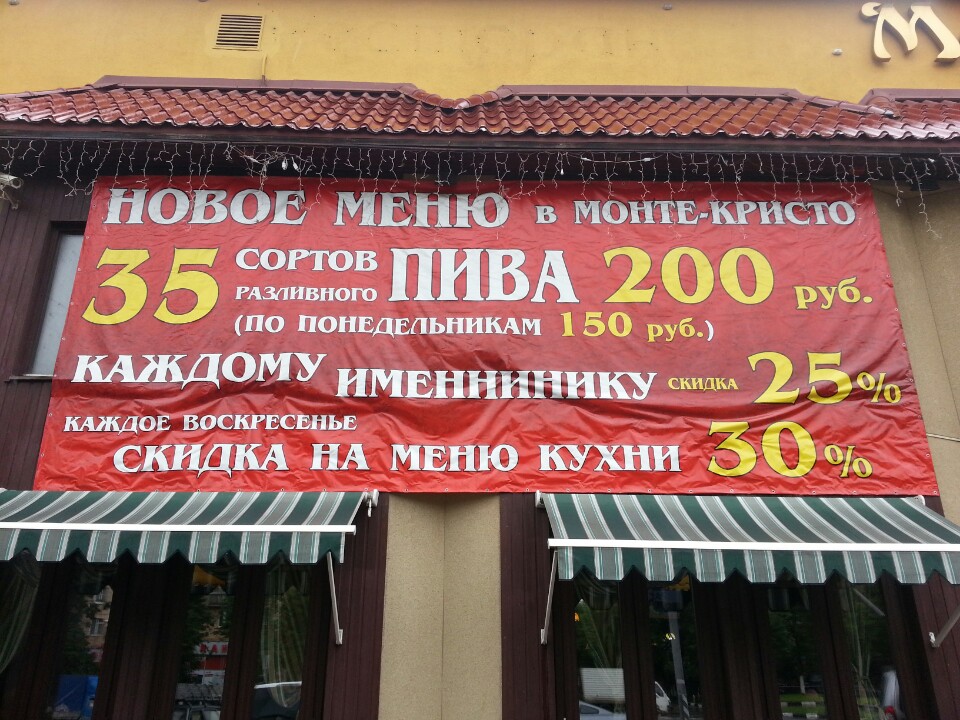 М
НОВОЕ МЕНЮ в МОНТЕ-КРИСТО
35 СОРТОВ РАЗЛИВНОГО ПИВА 200 руб.
(ПО ПОНЕДЕЛЬНИКАМ 150 руб.)
КАЖДОМУ ИМЕННИНИКУ СКИДКА 25%
КАЖДОЕ ВОСКРЕСЕНЬЕ
СКИДКА НА МЕНЮ КУХНИ 30%